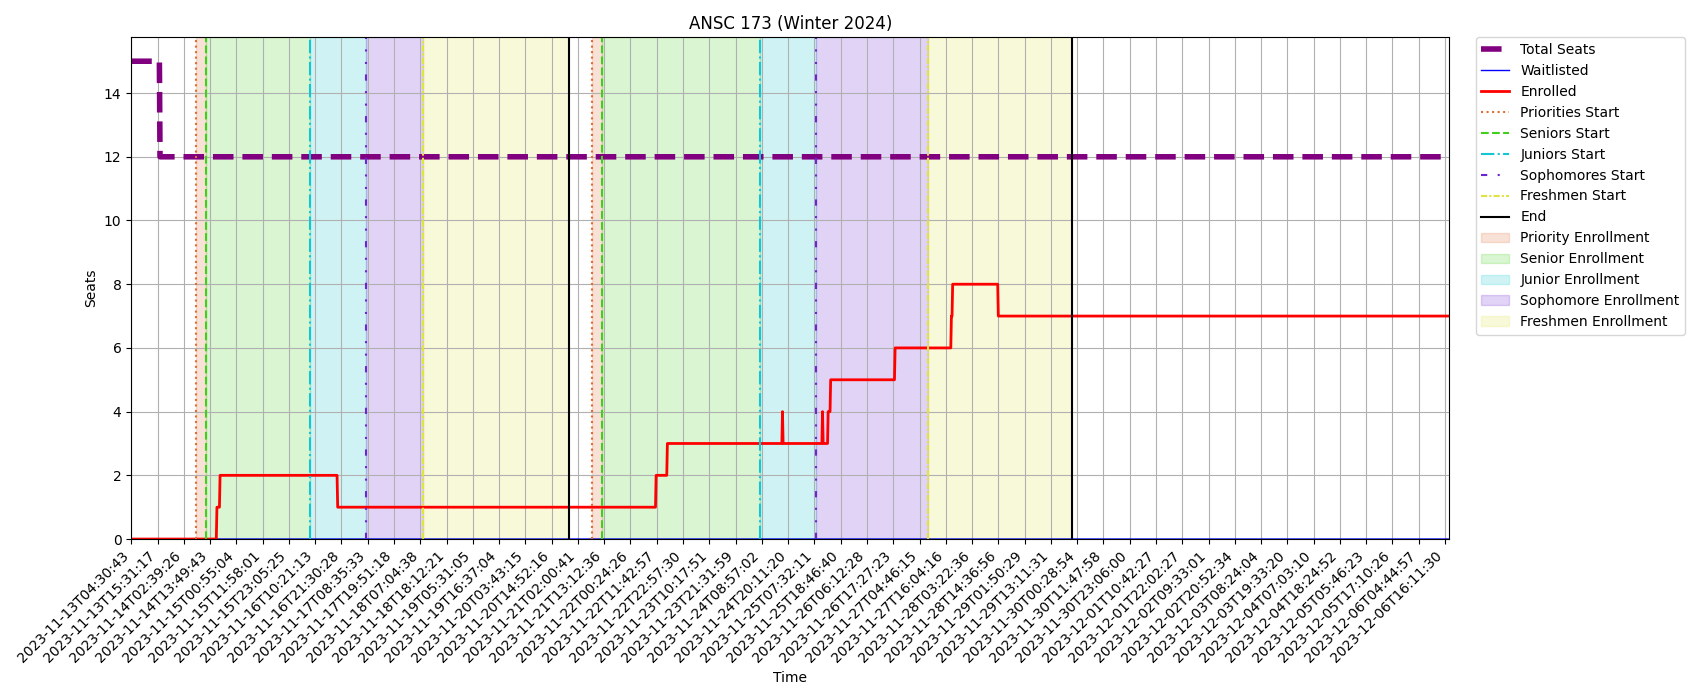 ANSC 173 (Winter 2024)
Seats
14
12
10
8
6
4
2
0
2023-11-13T04:30:43
2023-11-13T15:31:17
2023-11-14T02:39:26
2023-11-14T13:49:43
2023-11-15T00:55:04
2023-11-15T11:58:01
2023-11-15T23:05:25
2023-11-16T10:21:13
2023-11-16T21:30:28
2023-11-17T08:35:33
2023-11-17T19:51:18
2023-11-18T07:04:38
2023-11-18T18:12:21
2023-11-19T05:31:05
2023-11-19T16:37:04
2023-11-20T03:43:15
2023-11-20T14:52:16
2023-11-21T02:00:41
2023-11-21T13:12:36
2023-11-22T00:24:26
2023-11-22T11:42:57
2023-11-22T22:57:30
2023-11-23T10:17:51
2023-11-23T21:31:59
2023-11-24T08:57:02
2023-11-24T20:11:20
2023-11-25T07:32:11
2023-11-25T18:46:40
2023-11-26T06:12:28
2023-11-26T17:27:23
2023-11-27T04:46:15
2023-11-27T16:04:16
2023-11-28T03:22:36
2023-11-28T14:36:56
2023-11-29T01:50:29
2023-11-29T13:11:31
2023-11-30T00:28:54
2023-11-30T11:47:58
2023-11-30T23:06:00
2023-12-01T10:42:27
2023-12-01T22:02:27
2023-12-02T09:33:01
2023-12-02T20:52:34
2023-12-03T08:24:04
2023-12-03T19:33:20
2023-12-04T07:03:10
2023-12-04T18:24:52
2023-12-05T05:46:23
2023-12-05T17:10:26
2023-12-06T04:44:57
2023-12-06T16:11:30
Time
Total Seats
Waitlisted
Enrolled
Priorities Start
Seniors Start
Juniors Start
Sophomores Start
Freshmen Start
End
Priority Enrollment
Senior Enrollment
Junior Enrollment
Sophomore Enrollment
Freshmen Enrollment